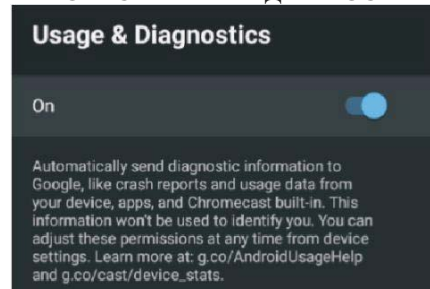 Usage & Diagnostics
On
Automatically send diagnostic information to
Google, like crash reports and usage data from
your device, apps, and Chromecast built-in. This
information won't be used to identify you. You can
adjust these permissions at any time from device
settings. Learn more at: g.co/AndroidUsageHelp
and g.co/cast/device_stats.